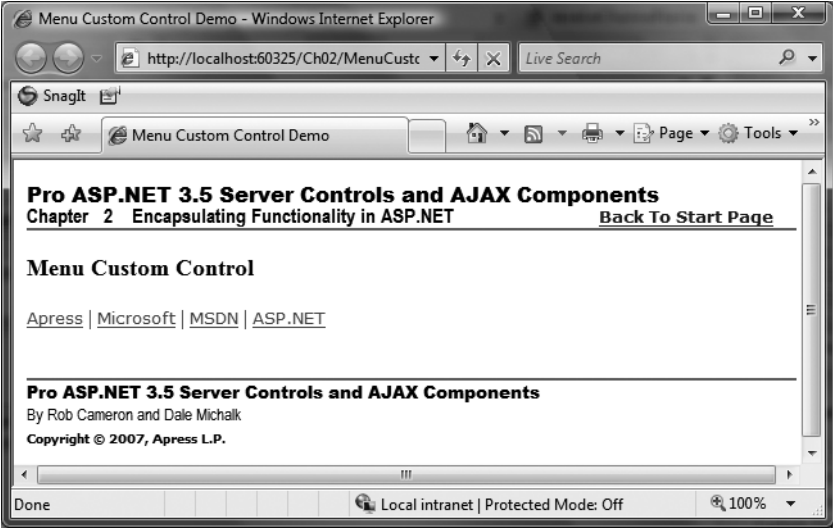 Menu Custom Control Demo - Windows Internet Explorer
http://localhost:60325/Ch02/MenuCustc
Live Search
SnagIt
Menu Custom Control Demo
Page
Tools
Pro ASP.NET 3.5 Server Controls and AJAX Components
Chapter 2 Encapsulating Functionality in ASP.NET
Back To Start Page
Menu Custom Control
Apress | Microsoft | MSDN | ASP.NET
Pro ASP.NET 3.5 Server Controls and AJAX Components
By Rob Cameron and Dale Michalk
Copyright © 2007, Apress L.P.
Done
Local intranet | Protected Mode: Off
100%